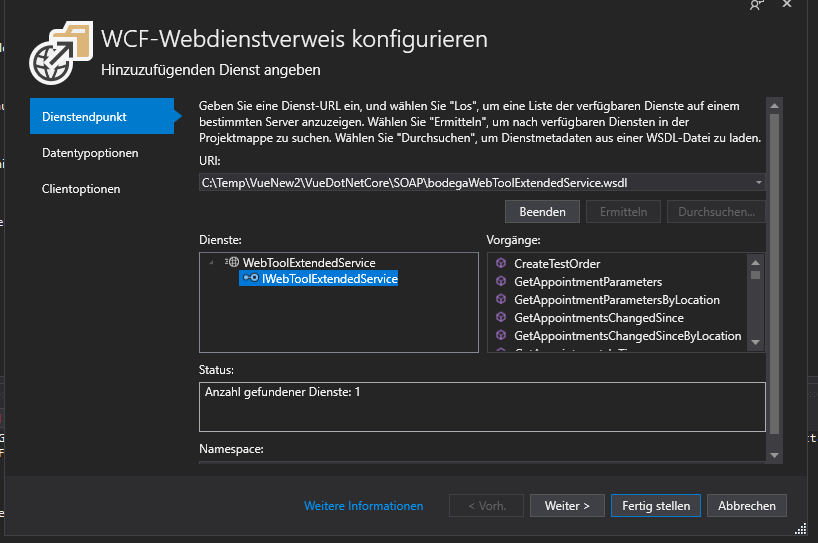 WCF-Webdienstverweis konfigurieren
Hinzuzufügenden Dienst angeben
Dienstendpunkt
Datentypoptionen
Clientoptionen
Geben Sie eine Dienst-URL ein, und wählen Sie "Los", um eine Liste der verfügbaren Dienste auf einem
bestimmten Server anzuzeigen. Wählen Sie "Ermitteln", um nach verfügbaren Diensten in der
Projektmappe zu suchen. Wählen Sie "Durchsuchen", um Dienstmetadaten aus einer WSDL-Datei zu laden.
URI:
C:\Temp\VueNew2\VueDotNetCore\SOAP\bodegaWebToolExtendedService.wsdl
Beenden
Ermitteln
Durchsuchen...
Dienste:
WebToolExtendedService
IWebToolExtendedService
Vorgänge:
CreateTestOrder
GetAppointmentParameters
GetAppointmentParametersByLocation
GetAppointmentsChangedSince
GetAppointmentsChangedSinceByLocation
Status:
Anzahl gefundener Dienste: 1
Namespace:
Weitere Informationen
< Vorh.
Weiter >
Fertig stellen
Abbrechen